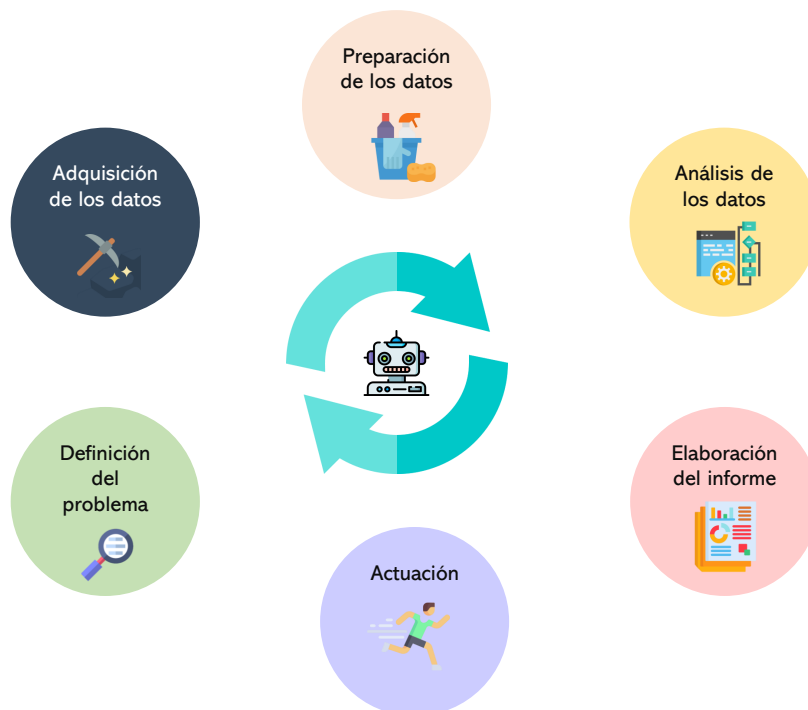 Preparación
de los datos
Adquisición
de los datos
Análisis de
los datos
Definición
del
problema
Elaboración
del informe
Actuación